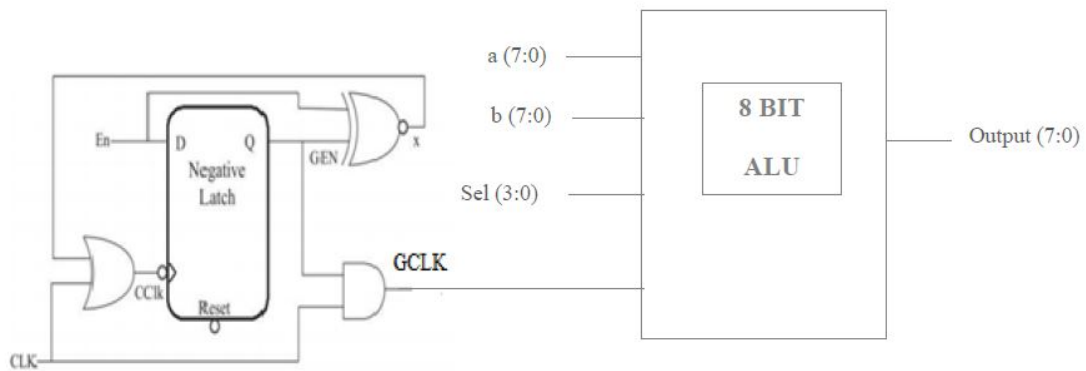 a (7:0)
b (7:0)
Sel (3:0)
8 BIT
ALU
Output (7:0)
En
D
Q
Negative
Latch
GEN
x
CClk
Reset
GCLK
CLK